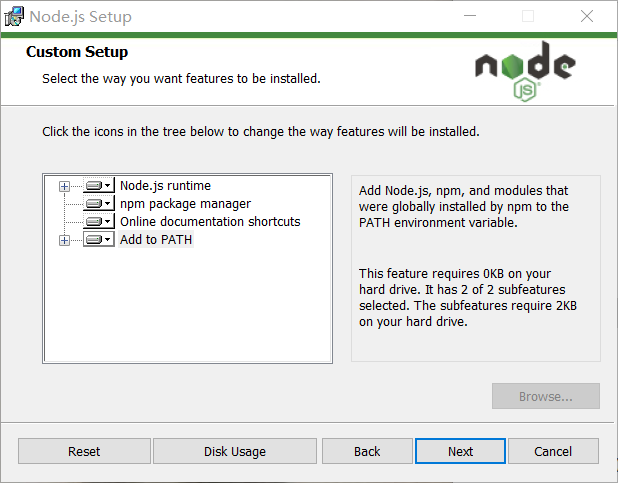 Node.js Setup
Custom Setup
Select the way you want features to be installed.
node
JS
Click the icons in the tree below to change the way features will be installed.
Node.js runtime
npm package manager
Online documentation shortcuts
Add to PATH
Add Node.js, npm, and modules that
were globally installed by npm to the
PATH environment variable.
This feature requires 0KB on your
hard drive. It has 2 of 2 subfeatures
selected. The subfeatures require 2KB
on your hard drive.
Browse...
Reset
Disk Usage
Back
Next
Cancel